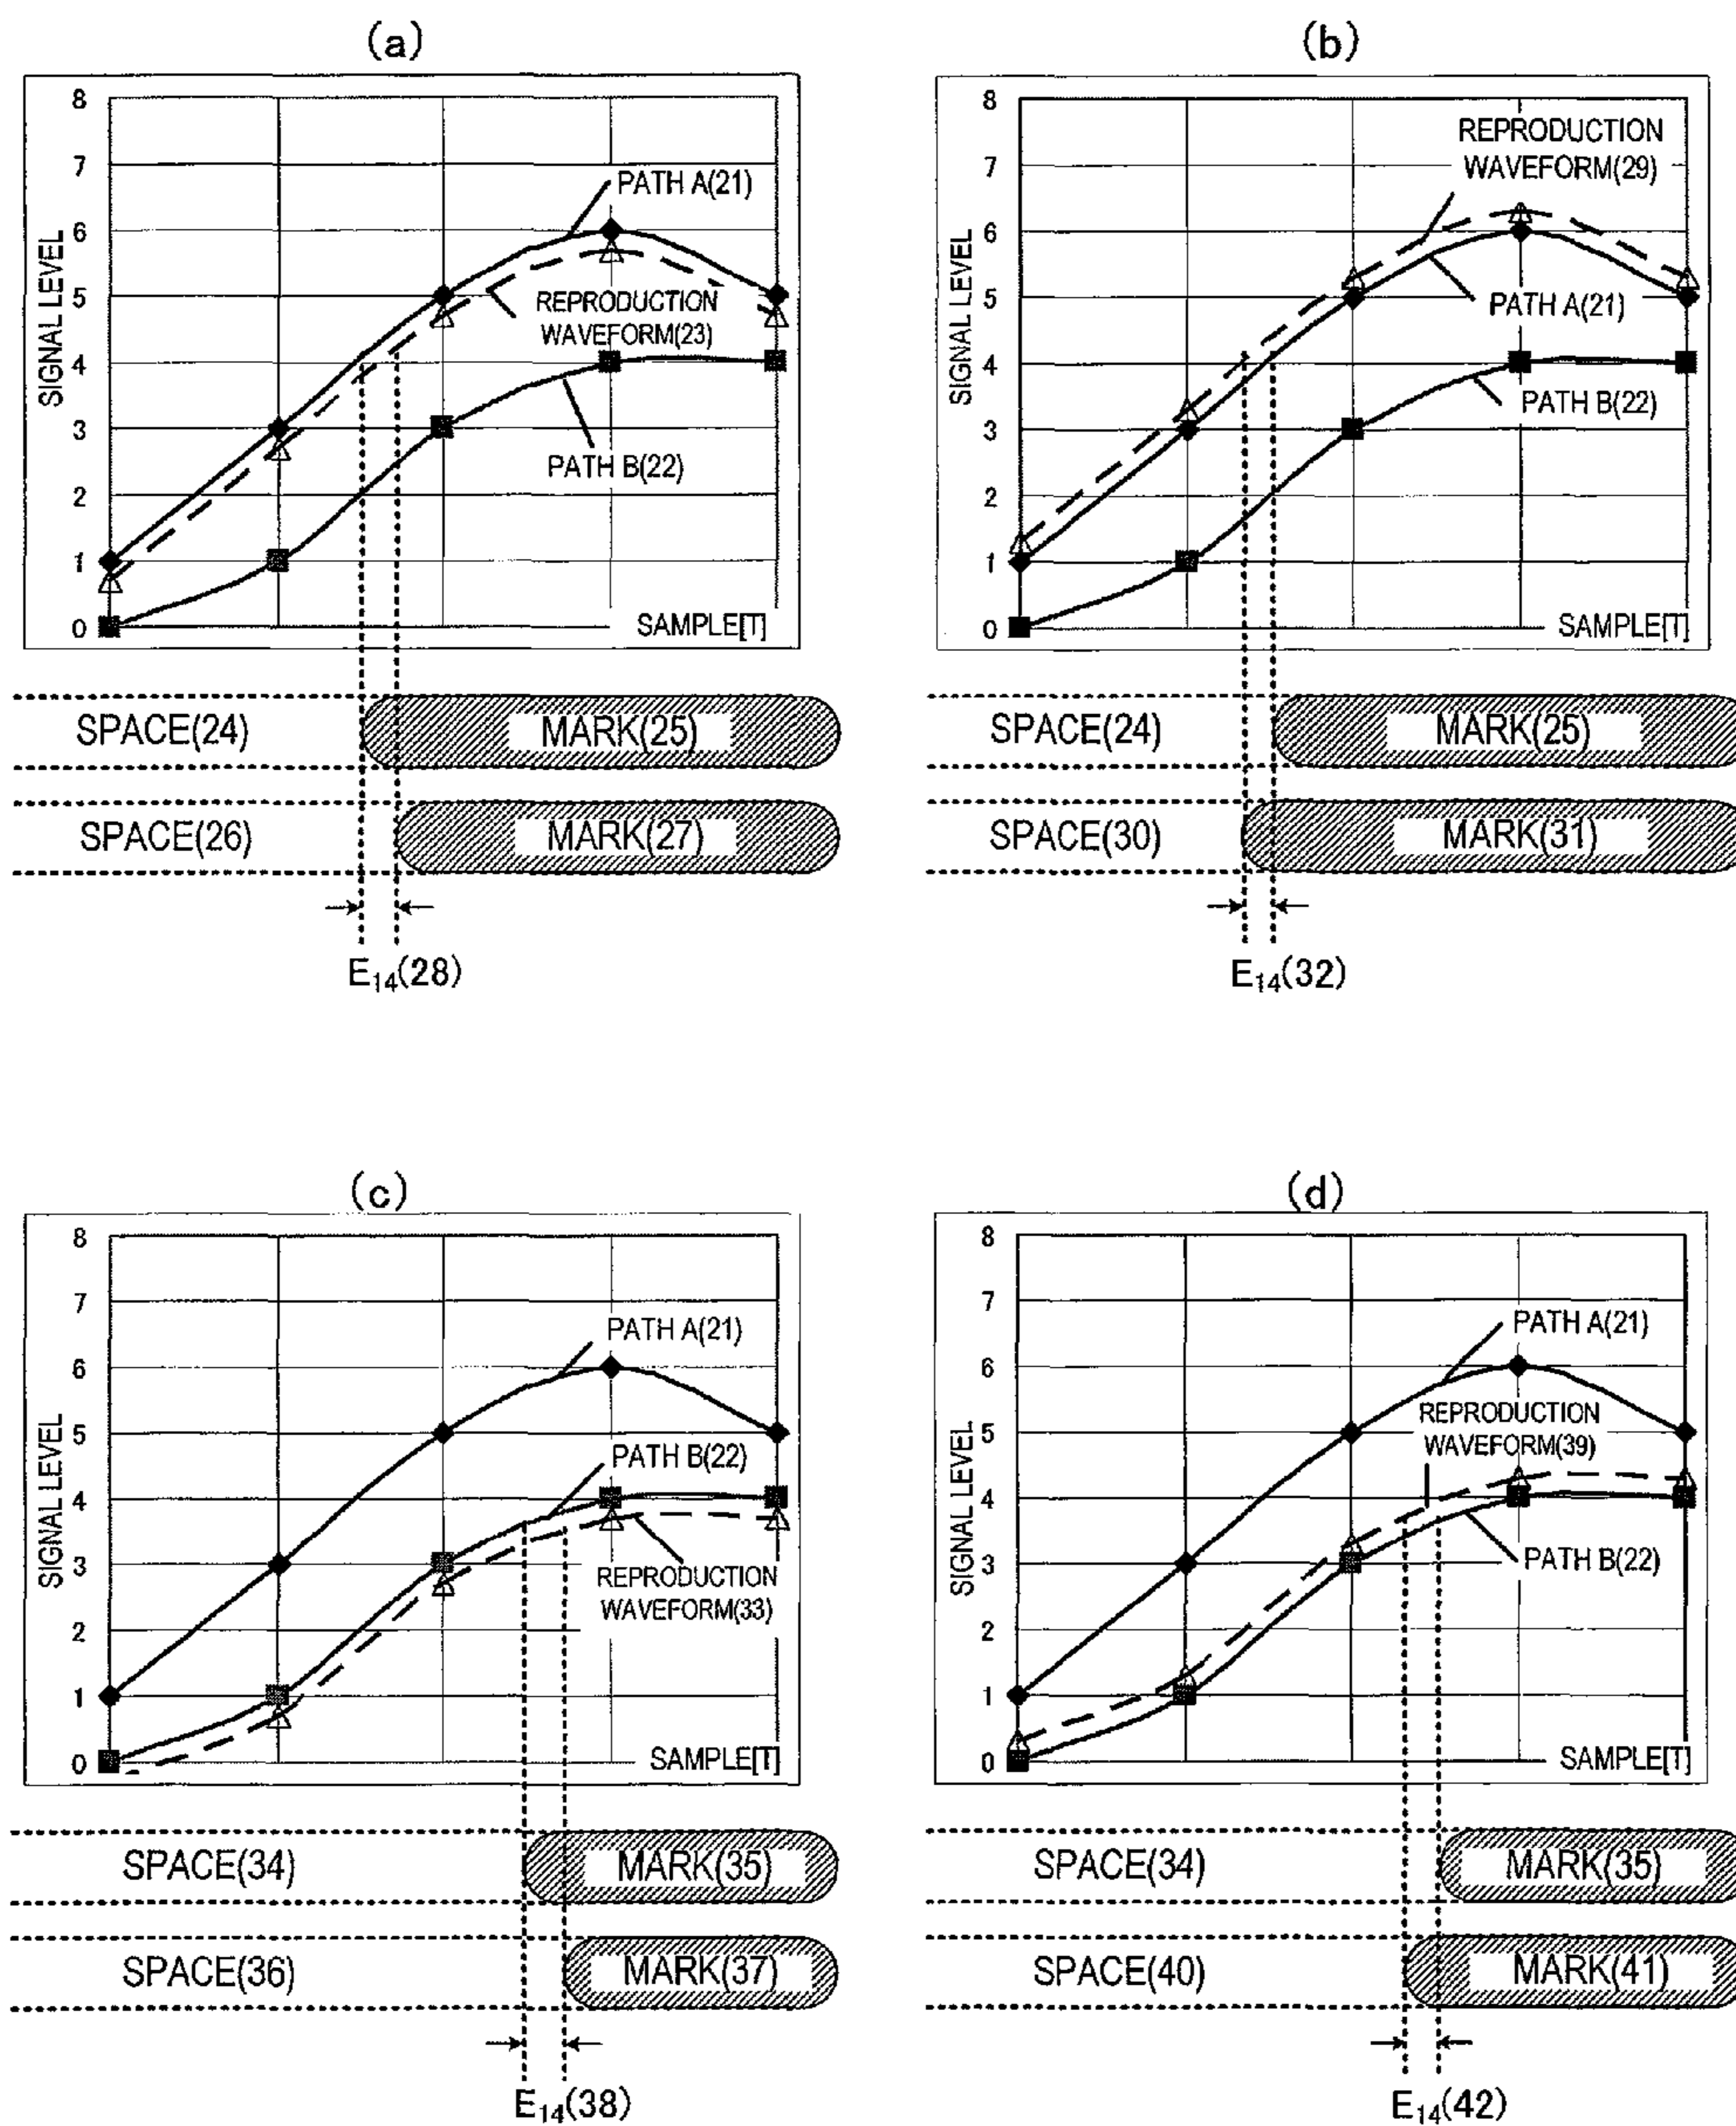 (a)
8
7
6
5
4
3
2
1
0
SIGNAL LEVEL
PATH A(21)
REPRODUCTION
WAVEFORM(23)
PATH B(22)
SAMPLE[T]
SPACE(24)
MARK(25)
SPACE(26)
MARK(27)
E14(28)
(b)
8
7
6
5
4
3
2
1
0
SIGNAL LEVEL
REPRODUCTION
WAVEFORM(29)
PATH A(21)
PATH B(22)
SAMPLE[T]
SPACE(24)
MARK(25)
SPACE(30)
MARK(31)
E14(32)
(c)
8
7
6
5
4
3
2
1
0
SIGNAL LEVEL
PATH A(21)
PATH B(22)
REPRODUCTION
WAVEFORM(33)
SAMPLE[T]
SPACE(34)
MARK(35)
SPACE(36)
MARK(37)
E14(38)
(d)
8
7
6
5
4
3
2
1
0
SIGNAL LEVEL
PATH A(21)
REPRODUCTION
WAVEFORM(39)
PATH B(22)
SAMPLE[T]
SPACE(34)
MARK(35)
SPACE(40)
MARK(41)
E14(42)